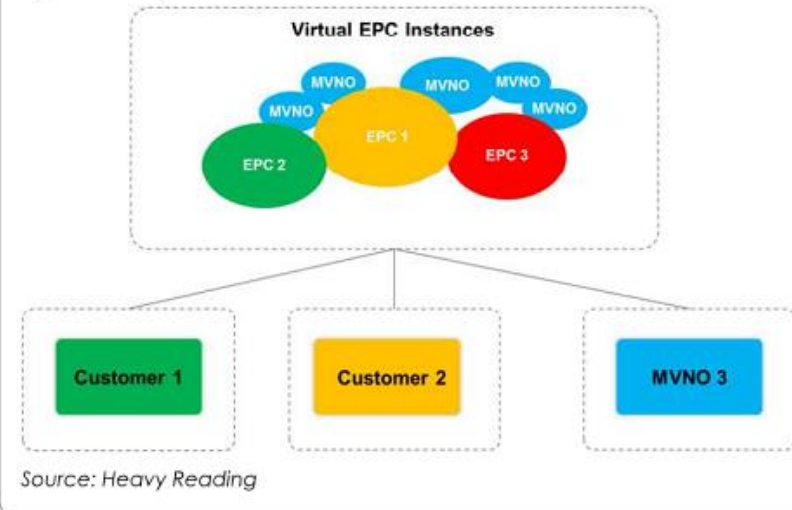 Virtual EPC Instances
MVNO
MVNO
MVNO
MVNO
MVNO
EPC 1
EPC 2
EPC 3
Customer 1
Customer 2
MVNO 3
Source: Heavy Reading